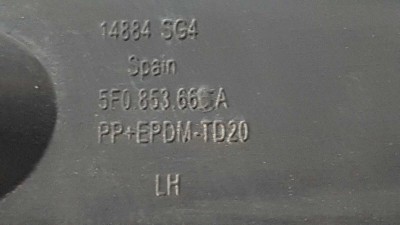 14884 SG4
Spain
PP+EPDM-TD20
LH